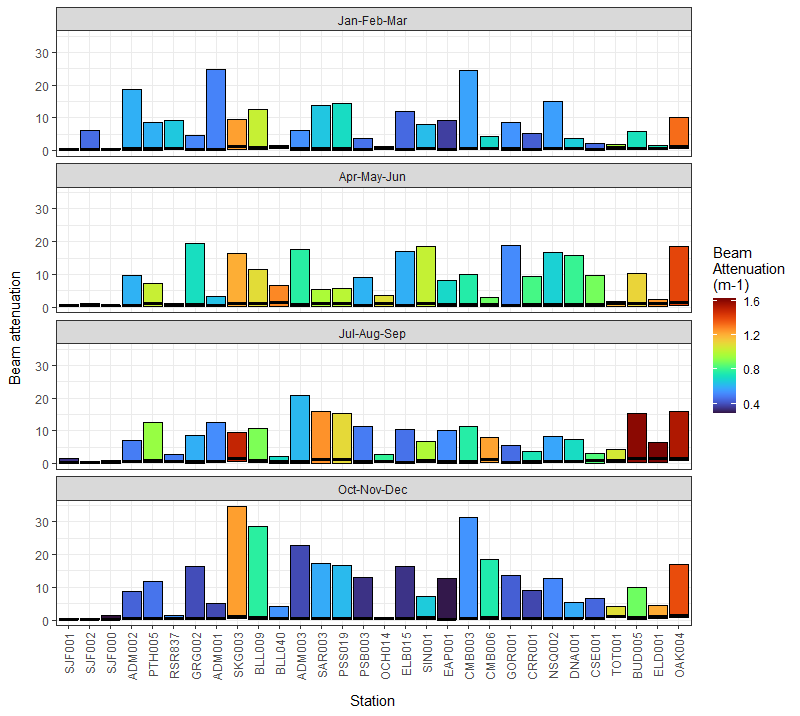 Jan-Feb-Mar
30
20
10
0
Apr-May-Jun
30
20
10
0
Jul-Aug-Sep
30
20
10
0
Oct-Nov-Dec
30
20
10
0
Beam attenuation
SJF001 SJF002 SJF000 ADM002 PTH005 RSR837 GRG002 ADM001 SKG003 BLL009 BLL040 ADM003 SAR003 PSS019 PSB003 OCH014 ELB015 SIN001 EAP001 CMB003 CMB006 GOR001 CRR001 NSQ002 DNA001 CSE001 TOT001 BUD005 ELD001 OAK004
Station
Beam
Attenuation
(m-1)
1.6
1.2
0.8
0.4